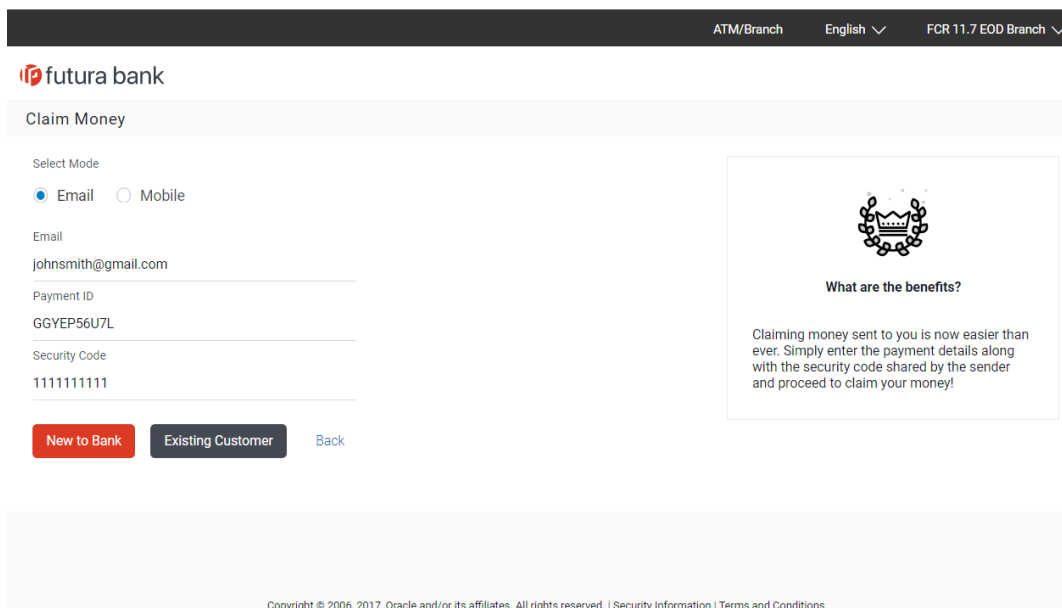 ATM/Branch English FCR 11.7 EOD Branch
futura bank
Claim Money
Select Mode
Email Mobile
Email
johnsmith@gmail.com
Payment ID
GGYEP56U7L
Security Code
1111111111
New to Bank Existing Customer Back
What are the benefits?
Claiming money sent to you is now easier than
ever. Simply enter the payment details along
with the security code shared by the sender
and proceed to claim your money!
Copyright © 2006, 2017, Oracle and/or its affiliates. All rights reserved. | Security Information | Terms and Conditions